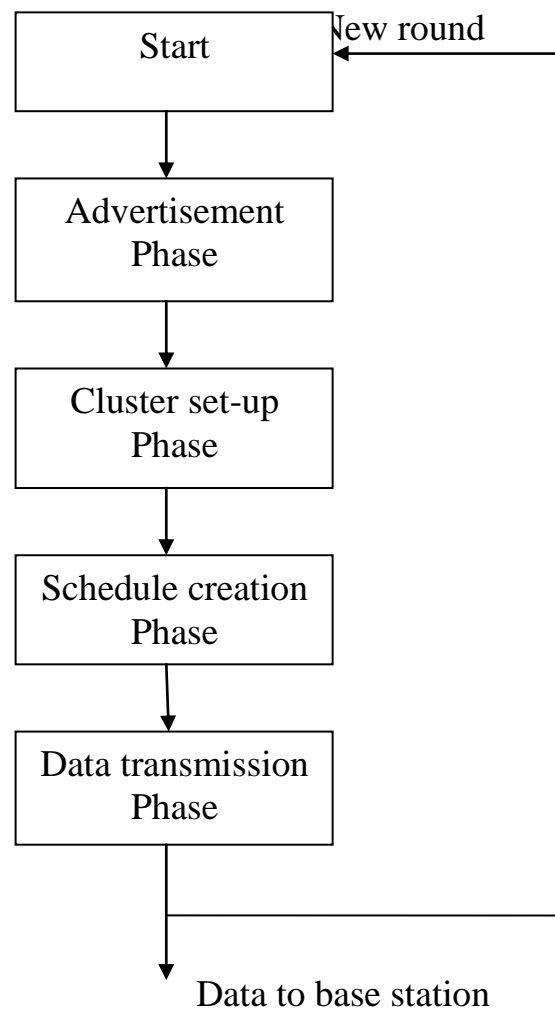 New round
Start
Advertisement
Phase
Cluster set-up
Phase
Schedule creation
Phase
Data transmission
Phase
Data to base station